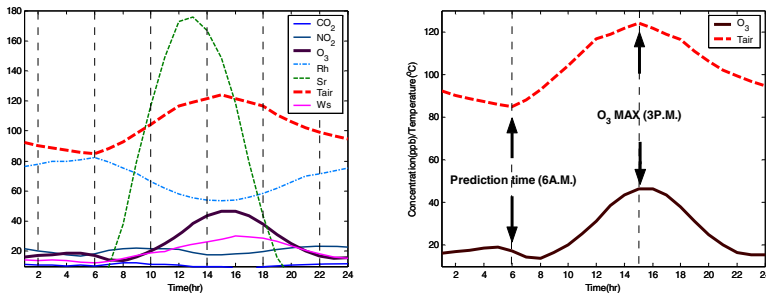 180
160
140
120
100
80
60
40
20
2 4 6 8 10 12 14 16 18 20 22 24
Time(hr)
CO2
NO2
O3
Rh
Sr
Tair
Ws
Concentration(ppb)/Temperature(°C)
120
100
80
60
40
20
2 4 6 8 10 12 14 16 18 20 22 24
Time(hr)
O3
Tair
O3 MAX (3P.M.)
Prediction time (6A.M.)